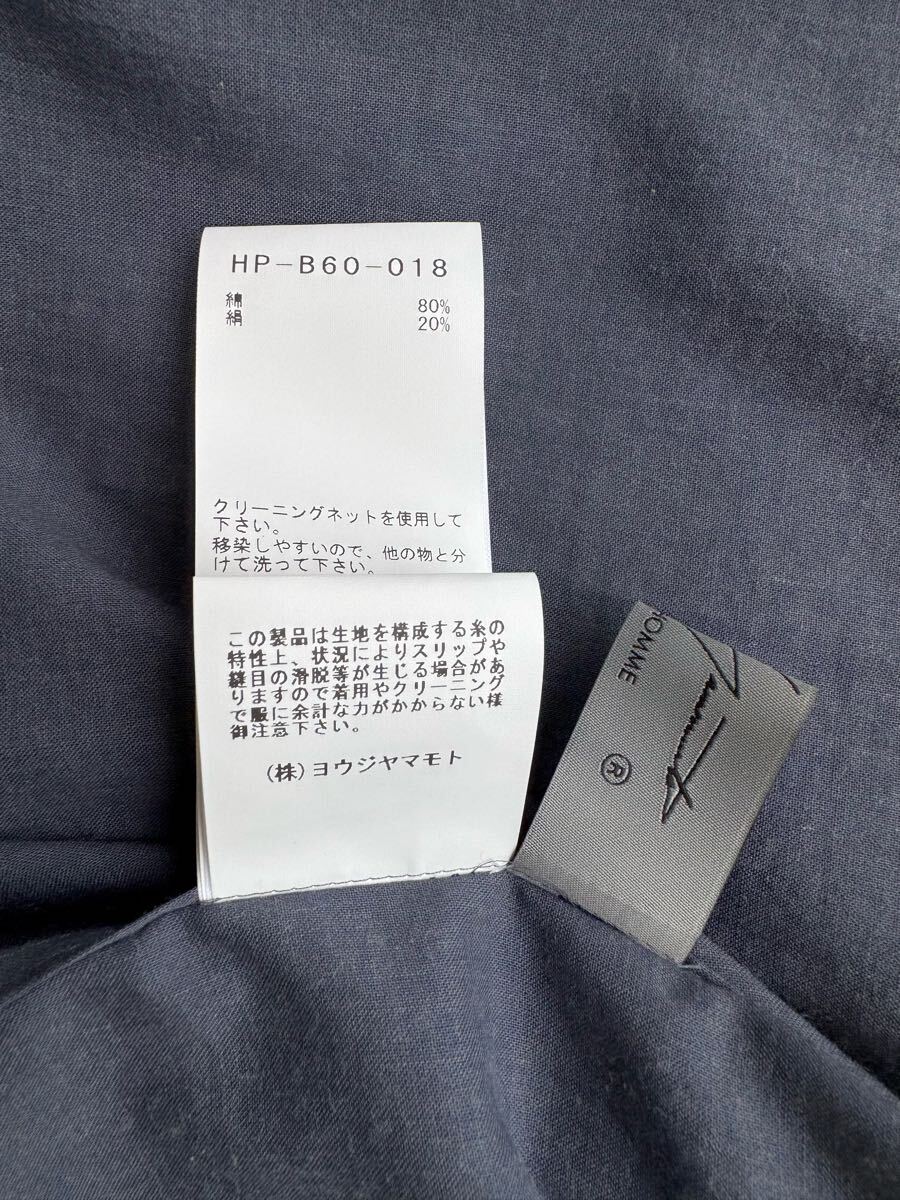 HP-B60-018
綿 80%
絹 20%
クリーニングネットを使用して
下さい。
移染しやすいので、他の物と分
けて洗って下さい。
この製品は生地を構成する糸の
特性上、状況によりスリップや
縫目の滑脱等が生じる場合があ
りますので着用やクリーニング
で服に余計な力がかからない様
御注意下さい。
(株)ヨウジヤマモト
HOMME
®